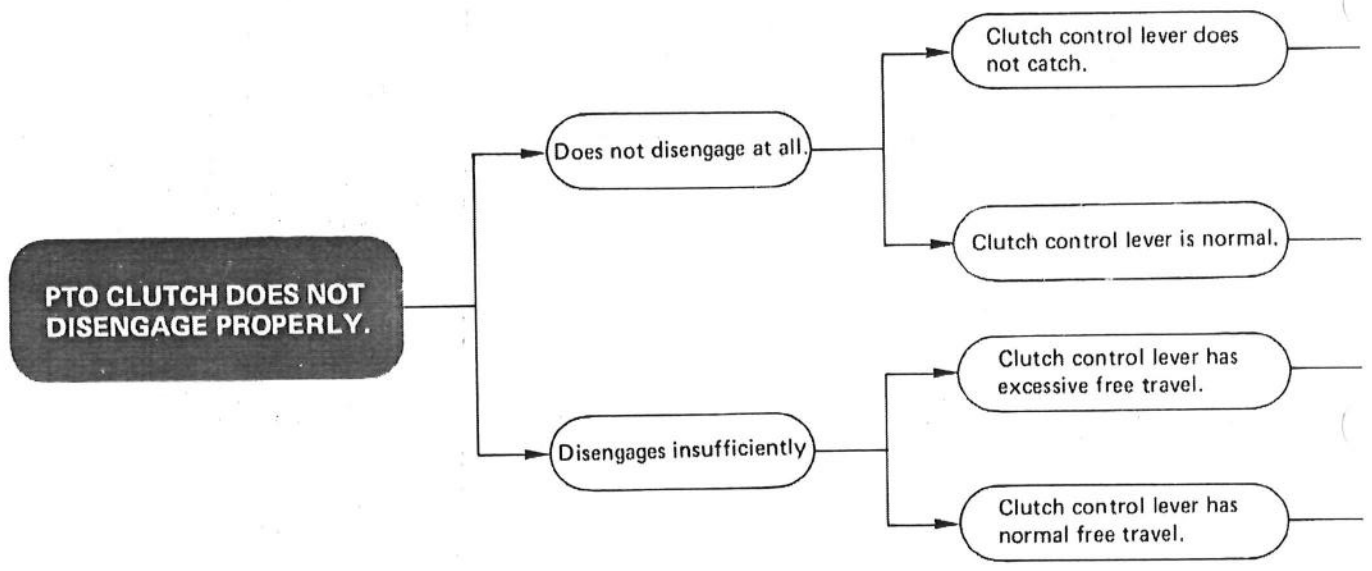 PTO CLUTCH DOES NOT
DISENGAGE PROPERLY.
Does not disengage at all.
Disengages insufficiently
Clutch control lever does
not catch.
Clutch control lever is normal.
Clutch control lever has
excessive free travel.
Clutch control lever has
normal free travel.